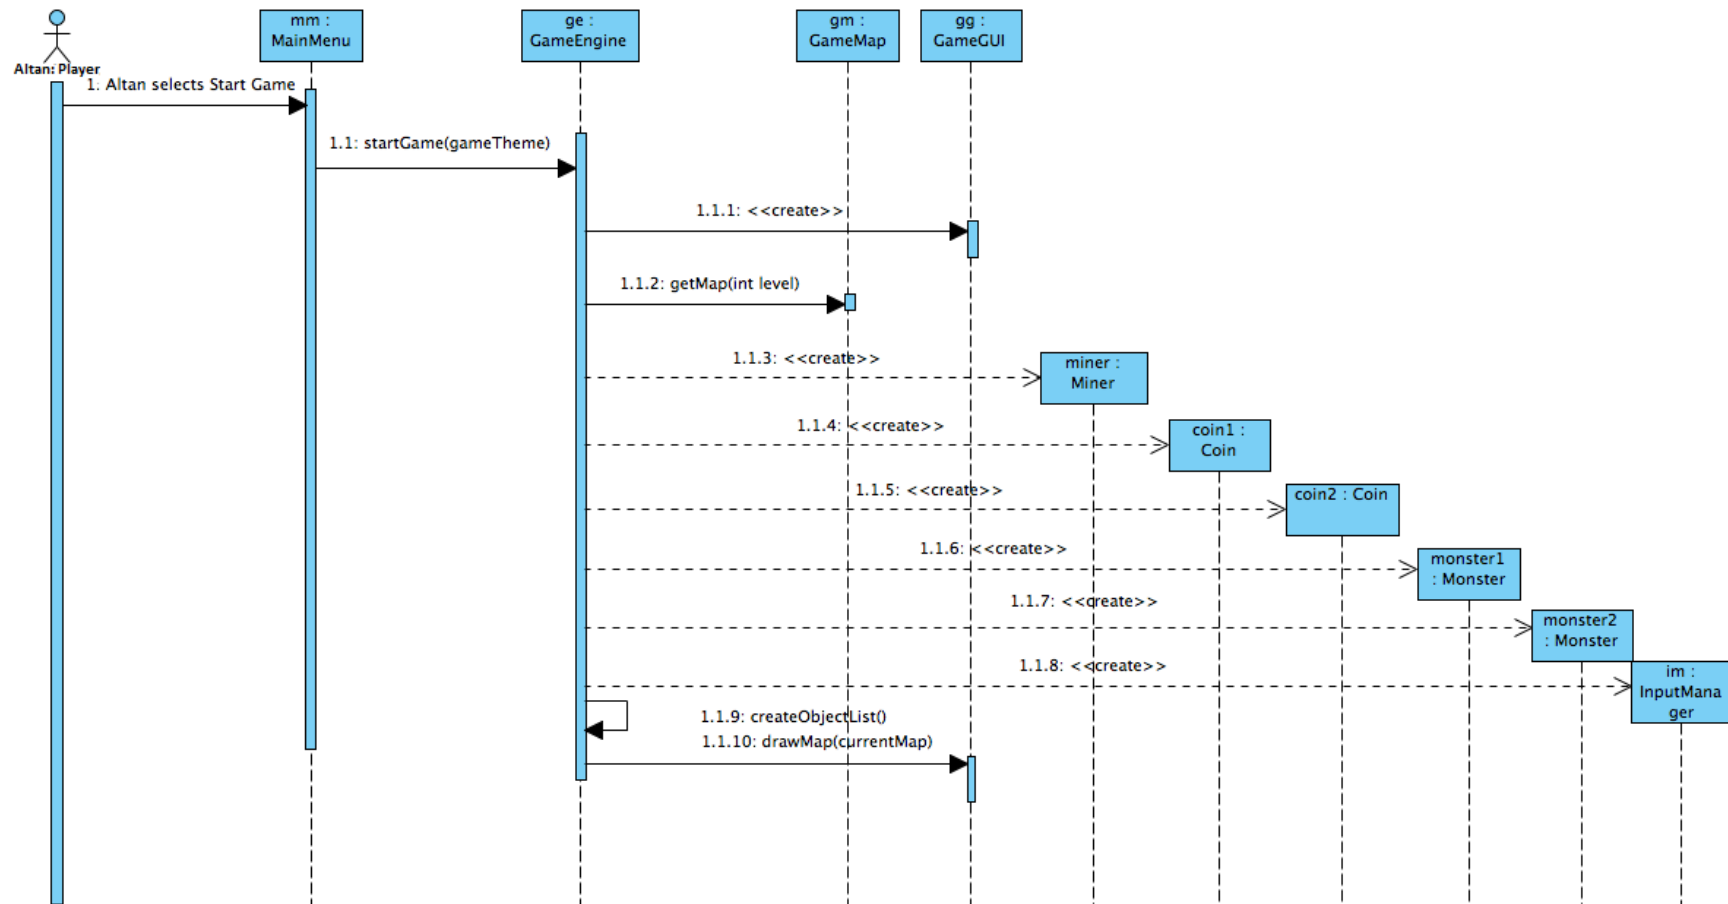 mm :
MainMenu
ge :
GameEngine
gm :
GameMap
gg :
GameGUI
Altan: Player
1: Altan selects Start Game
1.1: startGame(gameTheme)
1.1.1: <<create>>
1.1.2: getMap(int level)
1.1.3: <<create>>
miner :
Miner
1.1.4: <<create>>
coin1 :
Coin
1.1.5: <<create>>
coin2 : Coin
1.1.6: <<create>>
monster1
: Monster
1.1.7: <<create>>
monster2
: Monster
1.1.8: <<create>>
im :
InputMana
ger
1.1.9: createObjectList()
1.1.10: drawMap(currentMap)